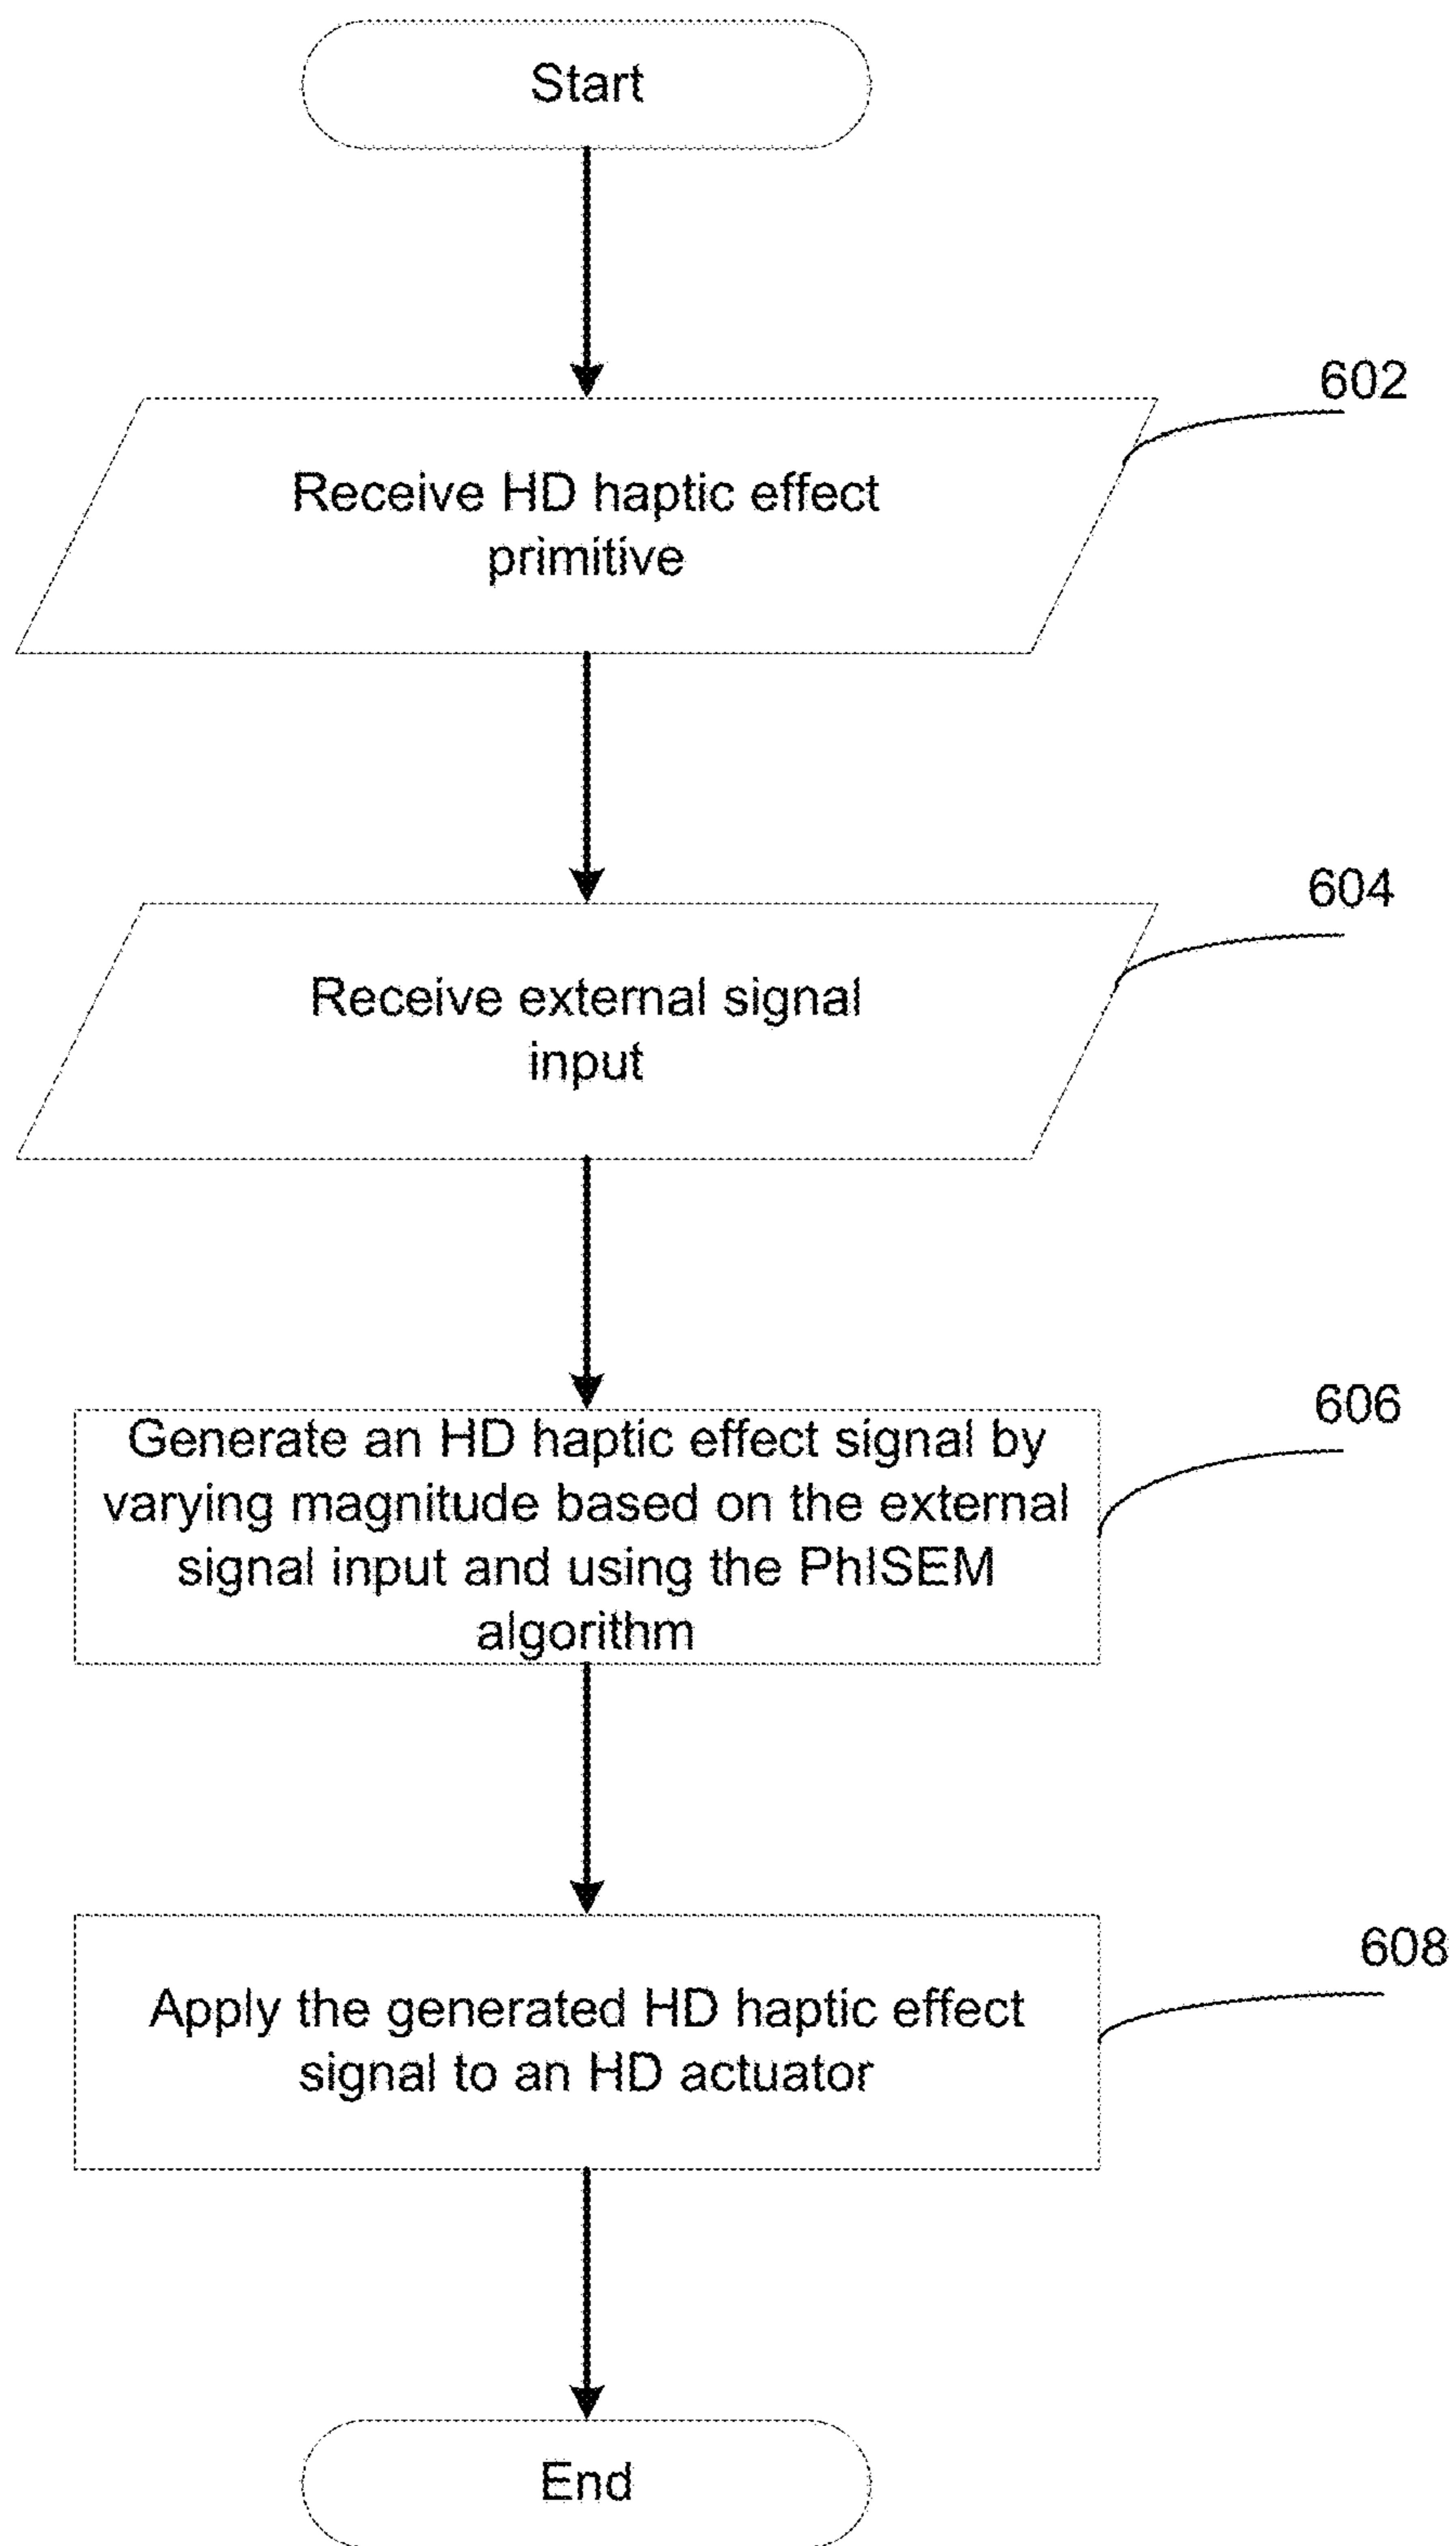 Start
602
Receive HD haptic effect
primitive
604
Receive external signal
input
606
Generate an HD haptic effect signal by
varying magnitude based on the external
signal input and using the PhISEM
algorithm
608
Apply the generated HD haptic effect
signal to an HD actuator
End